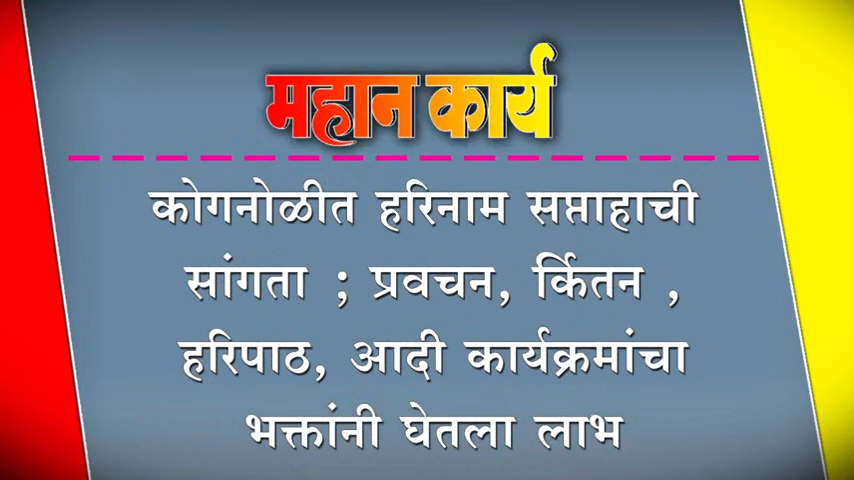 महान कार्य
कोगनोळीत हरिनाम सप्ताहाची
सांगता ; प्रवचन, र्कितन ,
हरिपाठ, आदी कार्यक्रमांचा
भक्तांनी घेतला लाभ